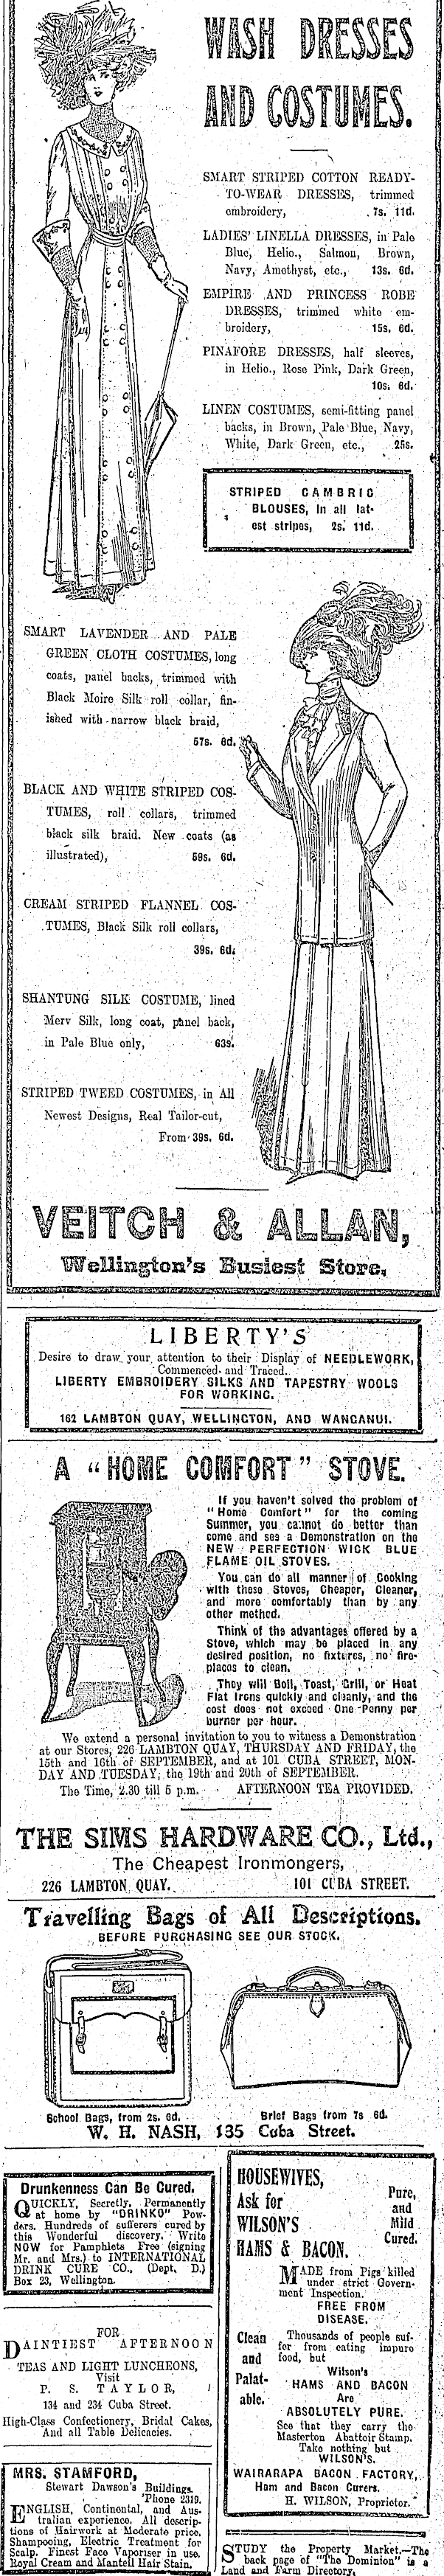 WASH DRESSES
AND COSTUMES.
SMART STRIPED COTTON READY-
TO-WEAR DRESSES, trimmed
embroidery, 7s. 11d.
LADIES' LINELLA DRESSES, in Pale
Blue, Helio., Salmon, Brown,
Navy, Amethyst, etc., 13s. 6d.
EMPIRE AND PRINCESS ROBE
DRESSES, trimmed white em-
broidery, 15s. 6d.
PINAFORE DRESSES, half sleeves,
in Helio., Rose Pink, Dark Green,
10s. 6d.
LINEN COSTUMES, semi-fitting panel
backs, in Brown, Pale Blue, Navy,
White, Dark Green, etc., 25s.
STRIPED CAMBRIC
BLOUSES, in all lat-
est stripes, 2s. 11d.
SMART LAVENDER AND PALE
GREEN CLOTH COSTUMES, long
coats, panel backs, trimmed with
Black Moire Silk roll collar, fin-
ished with narrow black braid,
57s. 6d.
BLACK AND WHITE STRIPED COS-
TUMES, roll collars, trimmed
black silk braid. New coats (as
illustrated), 59s. 6d.
CREAM STRIPED FLANNEL COS-
TUMES, Black Silk roll collars,
39s. 6d.
SHANTUNG SILK COSTUME, lined
Merv Silk, long coat, panel back,
in Pale Blue only, 63s.
STRIPED TWEED COSTUMES, in All
Newest Designs, Real Tailor-cut,
From 39s. 6d.
VEITCH & ALLAN,
Wellington's Busiest Store.
LIBERTY'S
Desire to draw your attention to their Display of NEEDLEWORK,
Commenced and Traced.
LIBERTY EMBROIDERY SILKS AND TAPESTRY WOOLS
FOR WORKING.
162 LAMBTON QUAY, WELLINGTON, AND WANGANUI.
A "HOME COMFORT" STOVE.
If you haven't solved the problem of
"Home Comfort" for the coming
Summer, you cannot do better than
come and see a Demonstration on the
NEW PERFECTION WICK BLUE
FLAME OIL STOVES.
You can do all manner of Cooking
with these Stoves, Cheaper, Cleaner,
and more comfortably than by any
other method.
Think of the advantages offered by a
Stove, which may be placed in any
desired position, no fixtures, no fire-
places to clean.
They will Boil, Toast, Grill, or Heat
Flat Irons quickly and cleanly, and the
cost does not exceed One Penny per
burner per hour.
We extend a personal invitation to you to witness a Demonstration
at our Stores, 226 LAMBTON QUAY, THURSDAY AND FRIDAY, the
15th and 16th of SEPTEMBER, and at 101 CUBA STREET, MON-
DAY AND TUESDAY, the 19th and 20th of SEPTEMBER.
The Time, 2.30 till 5 p.m. AFTERNOON TEA PROVIDED.
THE SIMS HARDWARE CO., Ltd.,
The Cheapest Ironmongers,
226 LAMBTON QUAY. 101 CUBA STREET.
Travelling Bags of All Descriptions.
BEFORE PURCHASING SEE OUR STOCK.
School Bags, from 2s. 6d. Brief Bags from 7s 6d.
W. H. NASH, 135 Cuba Street.
Drunkenness Can Be Cured.
QUICKLY, Secretly, Permanently
at home by "DRINKO" Pow-
ders. Hundreds of sufferers cured by
this Wonderful discovery. Write
NOW for Pamphlets Free (signing
Mr. and Mrs.) to INTERNATIONAL
DRINK CURE CO., (Dept. D.)
Box 23, Wellington.
FOR
DAINTIEST AFTERNOON
TEAS AND LIGHT LUNCHEONS,
Visit
P. S. TAYLOR,
134 and 234 Cuba Street.
High-Class Confectionery, Bridal Cakes,
And all Table Delicacies.
MRS. STAMFORD,
Stewart Dawson's Buildings.
'Phone 2319.
ENGLISH, Continental, and Aus-
tralian experience. All descrip-
tions of Hairwork at Moderate price.
Shampooing, Electric Treatment for
Scalp. Finest Face Vaporiser in use.
Royal Cream and Mantell Hair Stain.
HOUSEWIVES,
Ask for
WILSON'S
HAMS & BACON.
Pure,
and
Mild
Cured.
MADE from Pigs killed
under strict Govern-
ment Inspection.
FREE FROM
DISEASE.
Clean
and
Palat-
able.
Thousands of people suf-
fer from eating impure
food, but
Wilson's
HAMS AND BACON
Are
ABSOLUTELY PURE.
See that they carry the
Masterton Abattoir Stamp.
Take nothing but
WILSON'S.
WAIRARAPA BACON FACTORY,
Ham and Bacon Curers.
H. WILSON, Proprietor.
STUDY the Property Market.—The
back page of "The Dominion" is a
Land and Farm Directory.